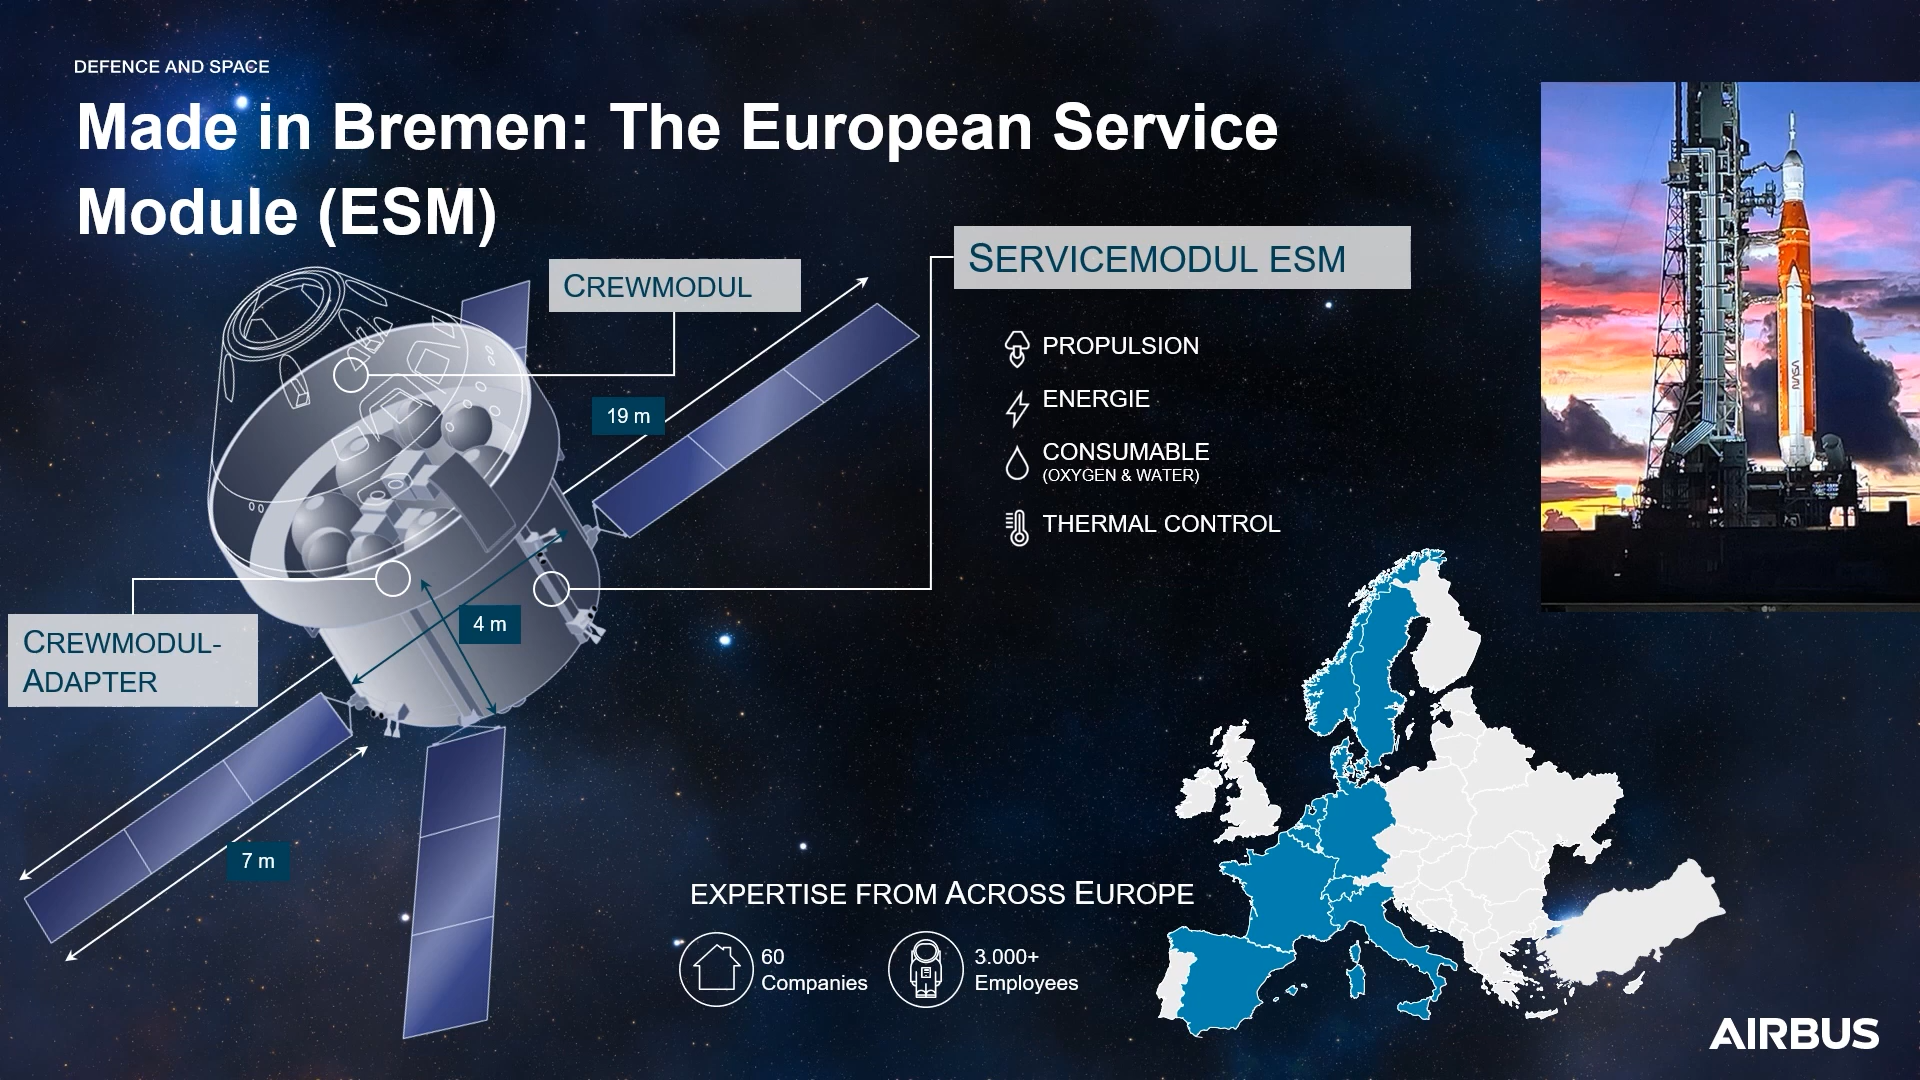 DEFENCE AND SPACE
Made in Bremen: The European Service
Module (ESM)
CREWMODUL
SERVICEMODUL ESM
PROPULSION
19 m
ENERGIE
CONSUMABLE
(OXYGEN & WATER)
THERMAL CONTROL
4 m
CREWMODUL-
ADAPTER
7 m
EXPERTISE FROM ACROSS EUROPE
60
Companies
3.000+
Employees
NASA
LG
AIRBUS